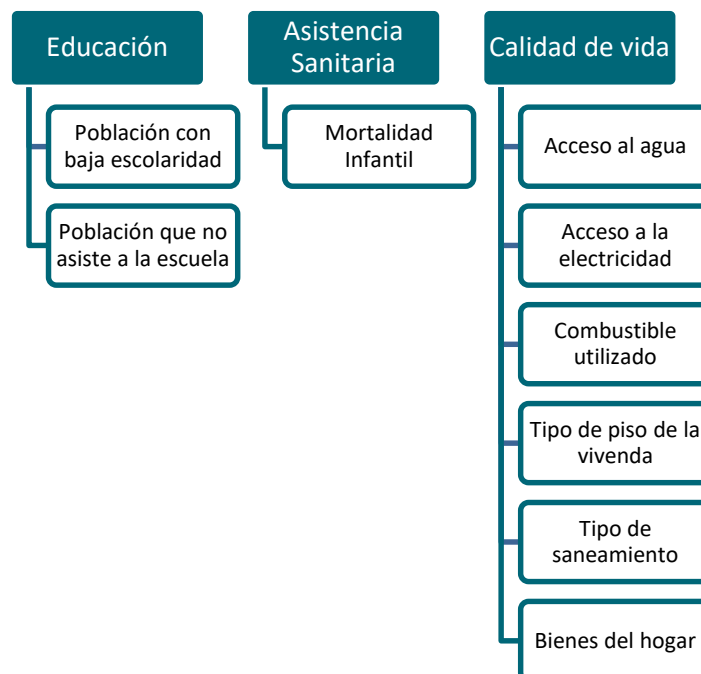 Educación
Población con
baja escolaridad
Población que no
asiste a la escuela
Asistencia
Sanitaria
Mortalidad
Infantil
Calidad de vida
Acceso al agua
Acceso a la
electricidad
Combustible
utilizado
Tipo de piso de la
vivenda
Tipo de
saneamiento
Bienes del hogar